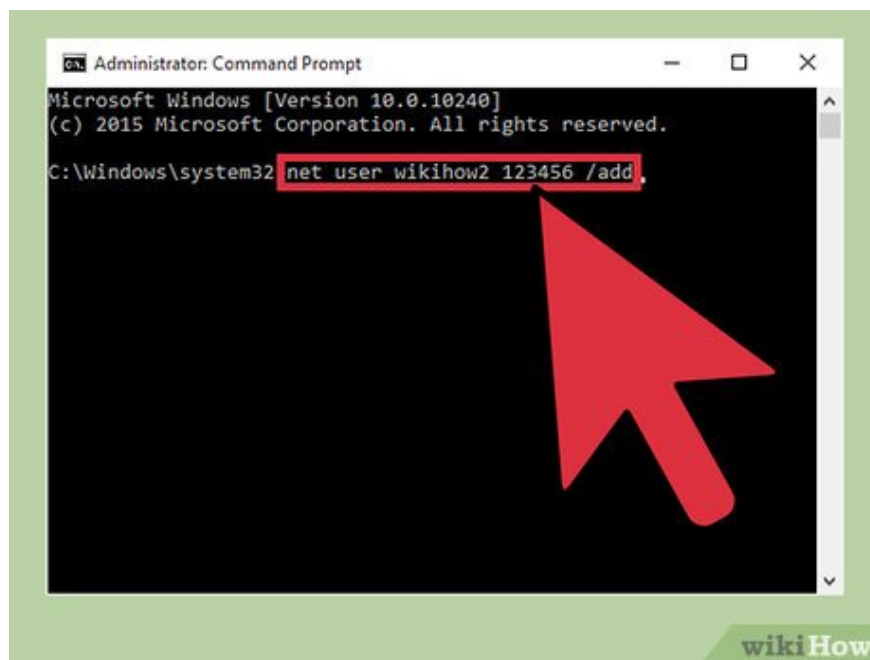 Administrator: Command Prompt
Microsoft Windows [Version 10.0.10240]
(c) 2015 Microsoft Corporation. All rights reserved.
C:\Windows\system32 net user wikihow2 123456 /add
wikiHow